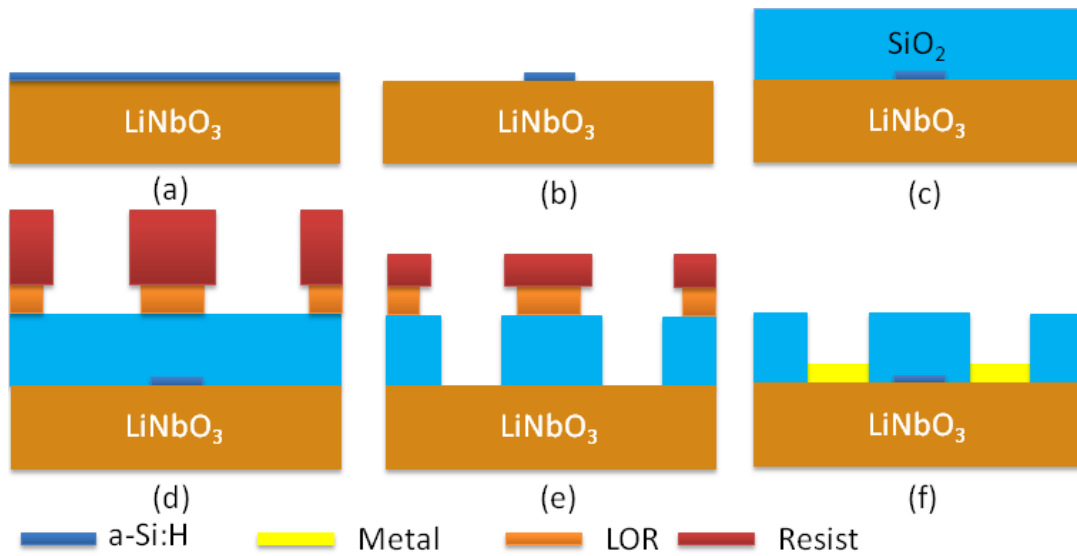 SiO₂
LiNbO₃
LiNbO₃
LiNbO₃
(a)
(b)
(c)
LiNbO₃
LiNbO₃
LiNbO₃
(d)
(e)
(f)
a-Si:H
Metal
LOR
Resist